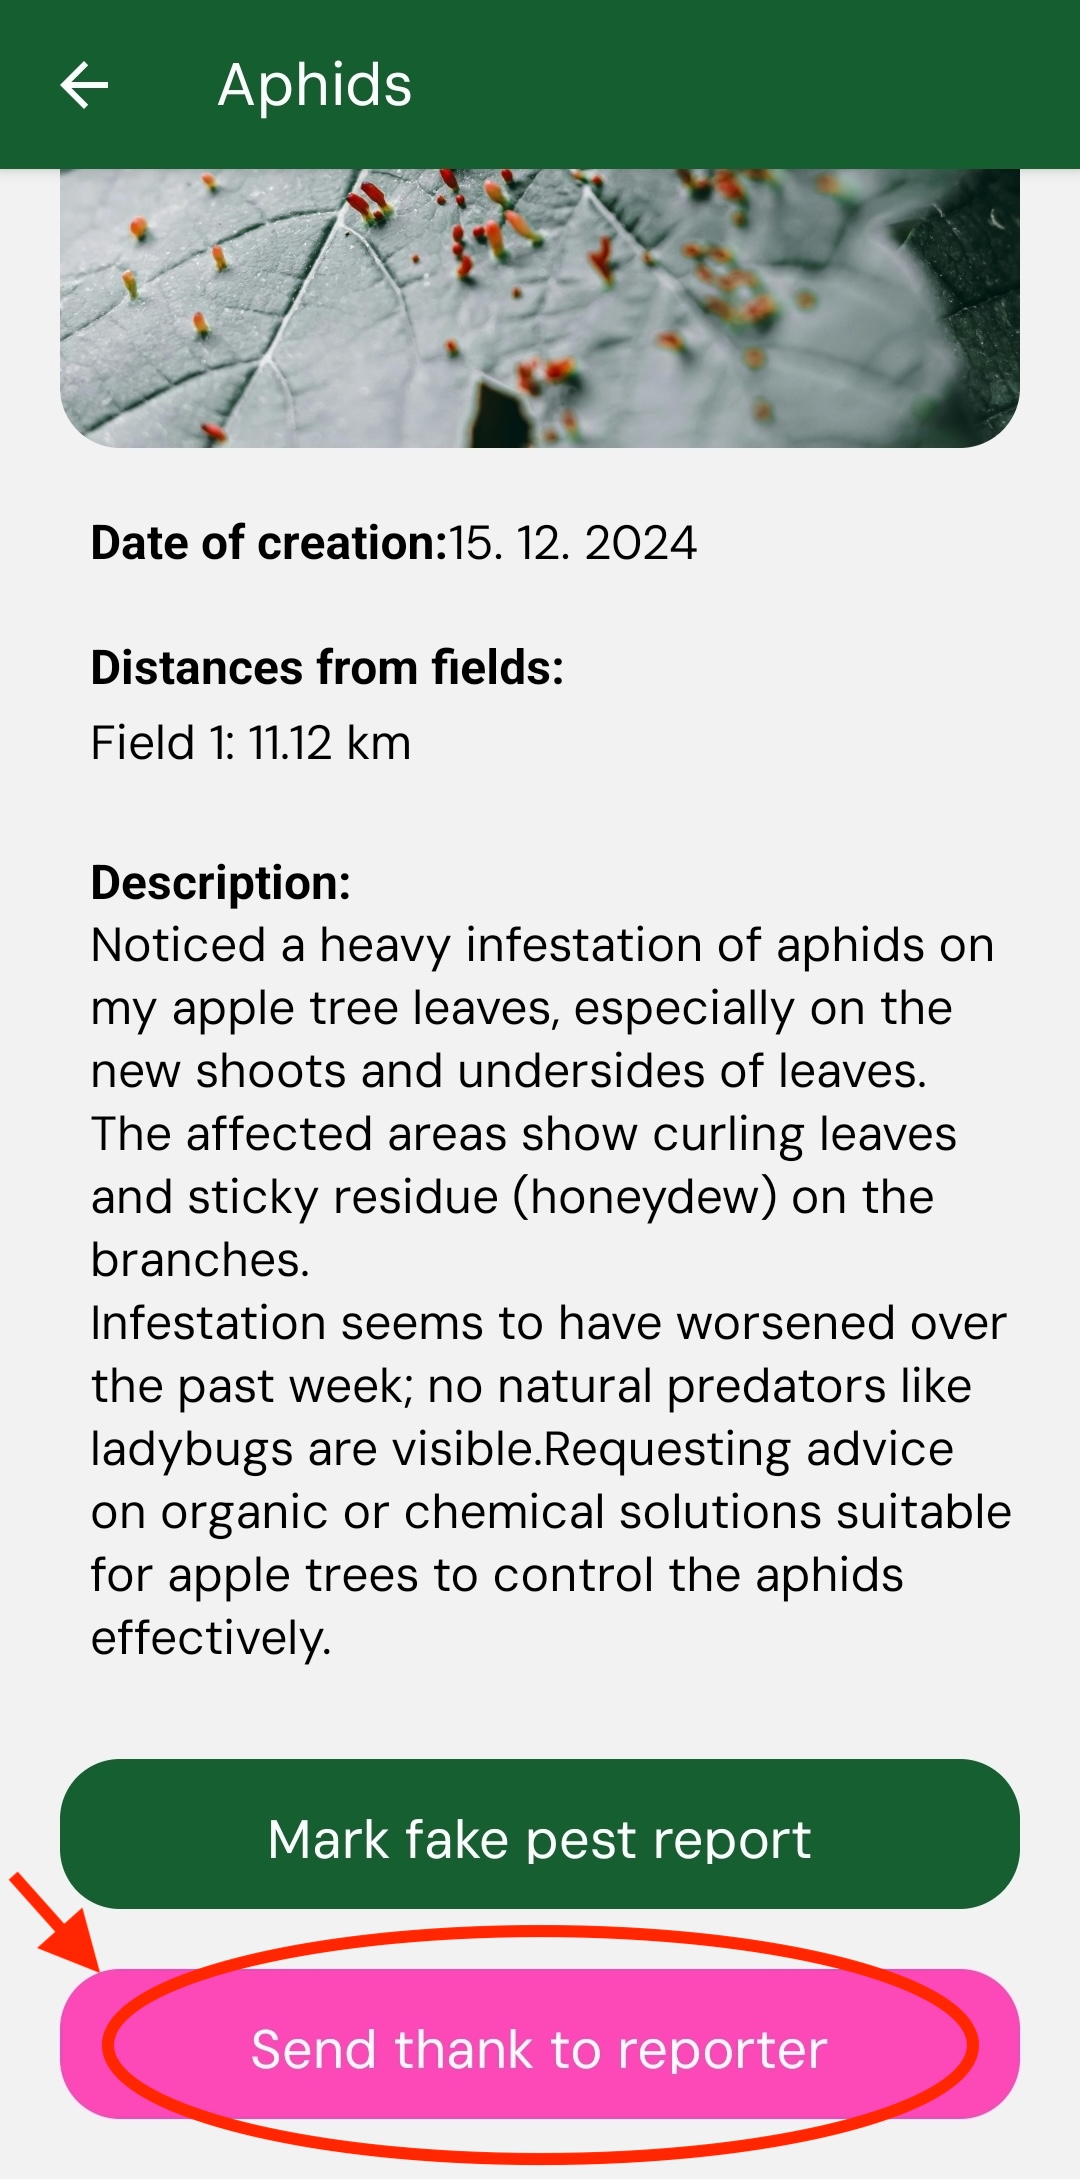 Aphids
Date of creation:15. 12. 2024
Distances from fields:
Field 1: 11.12 km
Description:
Noticed a heavy infestation of aphids on
my apple tree leaves, especially on the
new shoots and undersides of leaves.
The affected areas show curling leaves
and sticky residue (honeydew) on the
branches.
Infestation seems to have worsened over
the past week; no natural predators like
ladybugs are visible.Requesting advice
on organic or chemical solutions suitable
for apple trees to control the aphids
effectively.
Mark fake pest report
Send thank to reporter